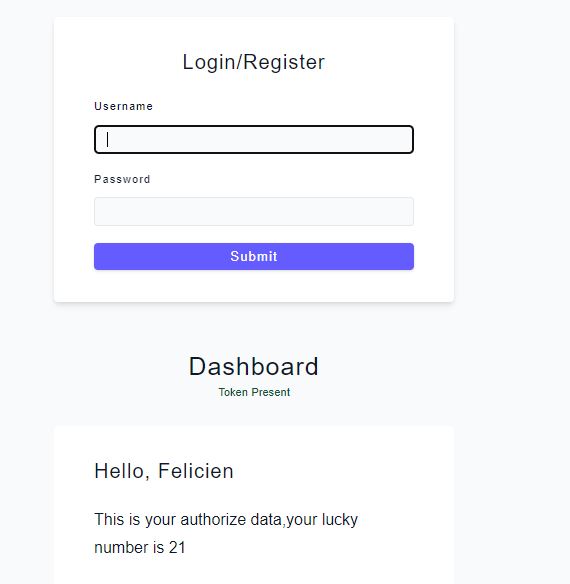 Login/Register
Username
Password
Submit
Dashboard
Token Present
Hello, Felicien
This is your authorize data,your lucky
number is 21